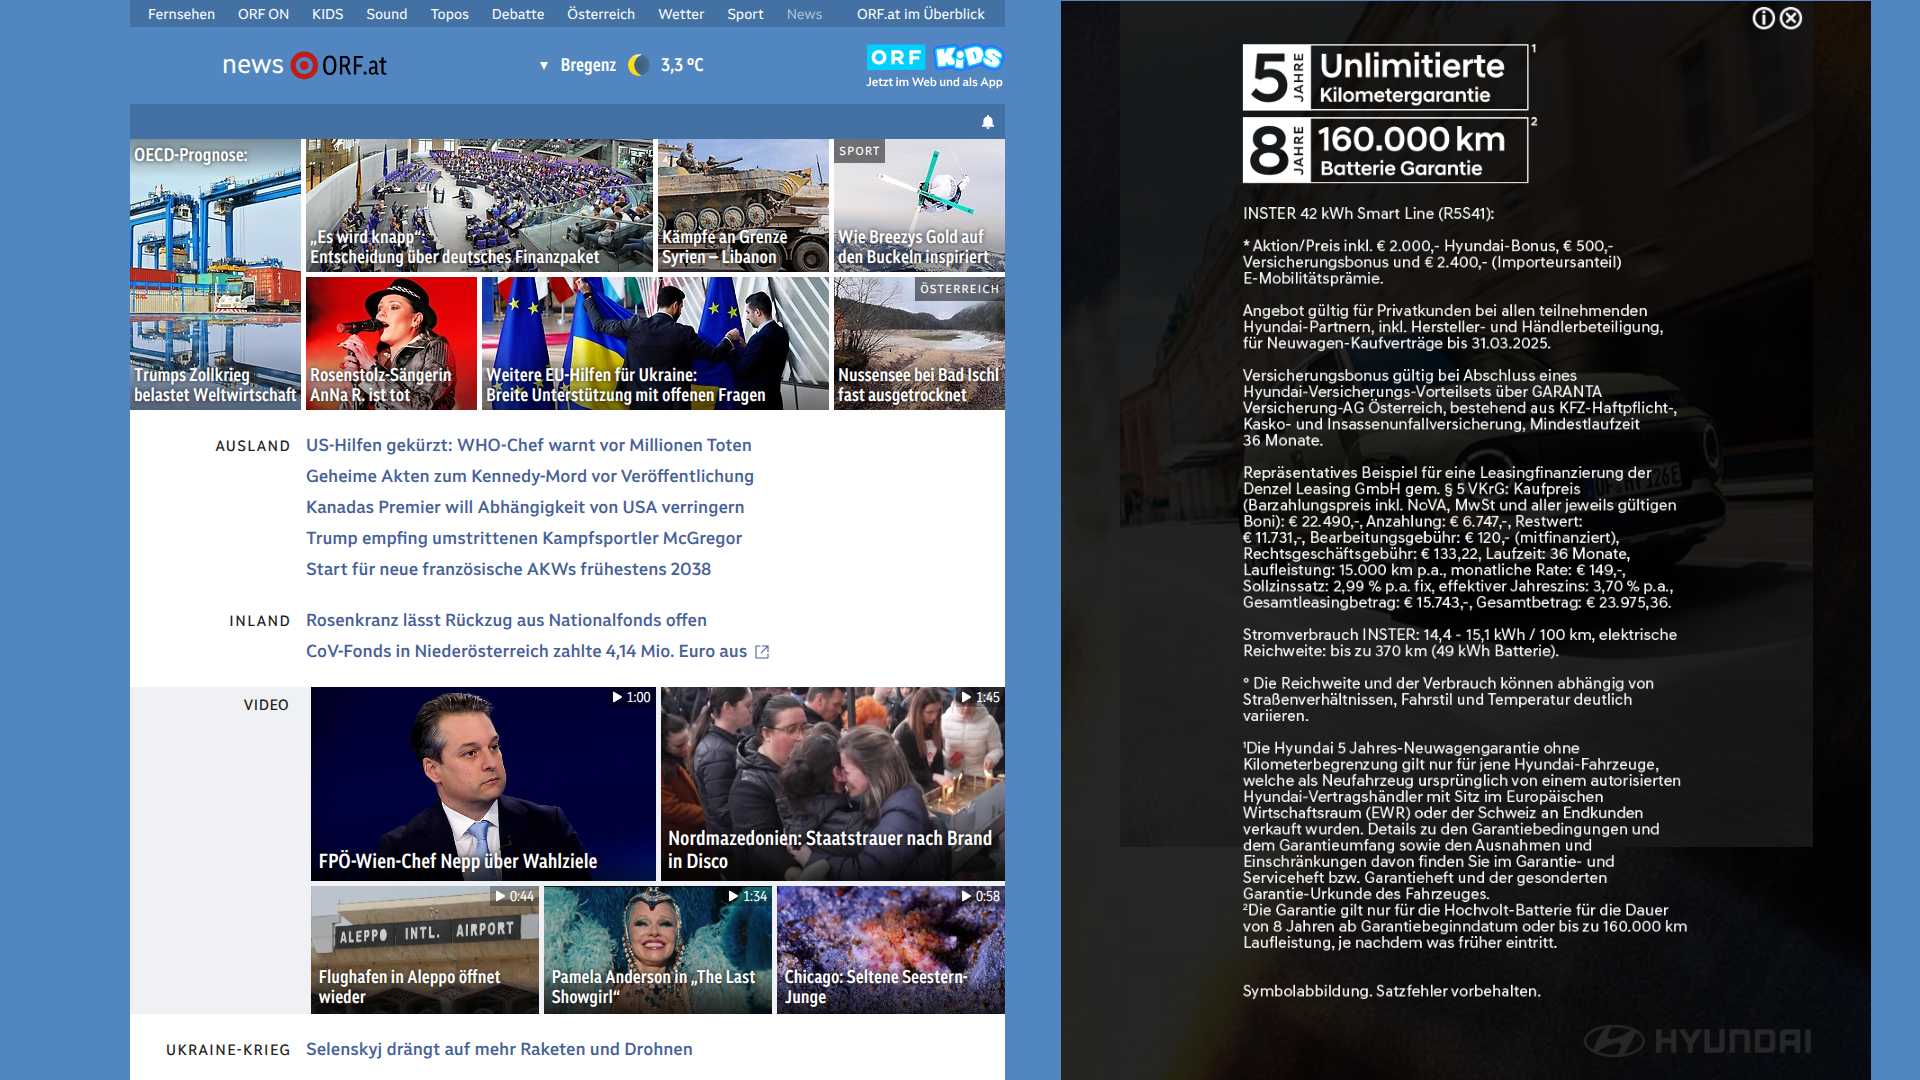 Fernsehen ORF ON KIDS Sound Topos Debatte Österreich Wetter Sport News ORF.at im Überblick
news ORF.at
▼ Bregenz 3,3 °C
ORF KiDS
Jetzt im Web und als App
OECD-Prognose:
Trumps Zollkrieg
belastet Weltwirtschaft
„Es wird knapp“:
Entscheidung über deutsches Finanzpaket
Kämpfe an Grenze
Syrien – Libanon
SPORT
Wie Breezys Gold auf
den Buckeln inspiriert
Rosenstolz-Sängerin
AnNa R. ist tot
Weitere EU-Hilfen für Ukraine:
Breite Unterstützung mit offenen Fragen
ÖSTERREICH
Nussensee bei Bad Ischl
fast ausgetrocknet
AUSLAND
US-Hilfen gekürzt: WHO-Chef warnt vor Millionen Toten
Geheime Akten zum Kennedy-Mord vor Veröffentlichung
Kanadas Premier will Abhängigkeit von USA verringern
Trump empfing umstrittenen Kampfsportler McGregor
Start für neue französische AKWs frühestens 2038
INLAND
Rosenkranz lässt Rückzug aus Nationalfonds offen
CoV-Fonds in Niederösterreich zahlte 4,14 Mio. Euro aus
VIDEO
1:00
FPÖ-Wien-Chef Nepp über Wahlziele
1:45
Nordmazedonien: Staatstrauer nach Brand
in Disco
0:44
ALEPPO INTL. AIRPORT
Flughafen in Aleppo öffnet
wieder
1:34
Pamela Anderson in „The Last
Showgirl“
0:58
Chicago: Seltene Seestern-
Junge
UKRAINE-KRIEG
Selenskyj drängt auf mehr Raketen und Drohnen
5 JAHRE Unlimitierte 1
Kilometergarantie
8 JAHRE 160.000 km 2
Batterie Garantie
INSTER 42 kWh Smart Line (R5S41):
* Aktion/Preis inkl. € 2.000,- Hyundai-Bonus, € 500,-
Versicherungsbonus und € 2.400,- (Importeursanteil)
E-Mobilitätsprämie.
Angebot gültig für Privatkunden bei allen teilnehmenden
Hyundai-Partnern, inkl. Hersteller- und Händlerbeteiligung,
für Neuwagen-Kaufverträge bis 31.03.2025.
Versicherungsbonus gültig bei Abschluss eines
Hyundai-Versicherungs-Vorteilsets über GARANTA
Versicherung-AG Österreich, bestehend aus KFZ-Haftpflicht-,
Kasko- und Insassenunfallversicherung, Mindestlaufzeit
36 Monate.
Repräsentatives Beispiel für eine Leasingfinanzierung der
Denzel Leasing GmbH gem. § 5 VKrG: Kaufpreis
(Barzahlungspreis inkl. NoVA, MwSt und aller jeweils gültigen
Boni): € 22.490,-, Anzahlung: € 6.747,-, Restwert:
€ 11.731,-, Bearbeitungsgebühr: € 120,- (mitfinanziert),
Rechtsgeschäftsgebühr: € 133,22, Laufzeit: 36 Monate,
Laufleistung: 15.000 km p.a., monatliche Rate: € 149,-,
Sollzinssatz: 2,99 % p.a. fix, effektiver Jahreszins: 3,70 % p.a.,
Gesamtleasingbetrag: € 15.743,-, Gesamtbetrag: € 23.975,36.
Stromverbrauch INSTER: 14,4 - 15,1 kWh / 100 km, elektrische
Reichweite: bis zu 370 km (49 kWh Batterie).
° Die Reichweite und der Verbrauch können abhängig von
Straßenverhältnissen, Fahrstil und Temperatur deutlich
variieren.
¹Die Hyundai 5 Jahres-Neuwagengarantie ohne
Kilometerbegrenzung gilt nur für jene Hyundai-Fahrzeuge,
welche als Neufahrzeug ursprünglich von einem autorisierten
Hyundai-Vertragshändler mit Sitz im Europäischen
Wirtschaftsraum (EWR) oder der Schweiz an Endkunden
verkauft wurden. Details zu den Garantiebedingungen und
dem Garantieumfang sowie den Ausnahmen und
Einschränkungen davon finden Sie im Garantie- und
Serviceheft bzw. Garantieheft und der gesonderten
Garantie-Urkunde des Fahrzeuges.
²Die Garantie gilt nur für die Hochvolt-Batterie für die Dauer
von 8 Jahren ab Garantiebeginndatum oder bis zu 160.000 km
Laufleistung, je nachdem was früher eintritt.
Symbolabbildung. Satzfehler vorbehalten.
HYUNDAI